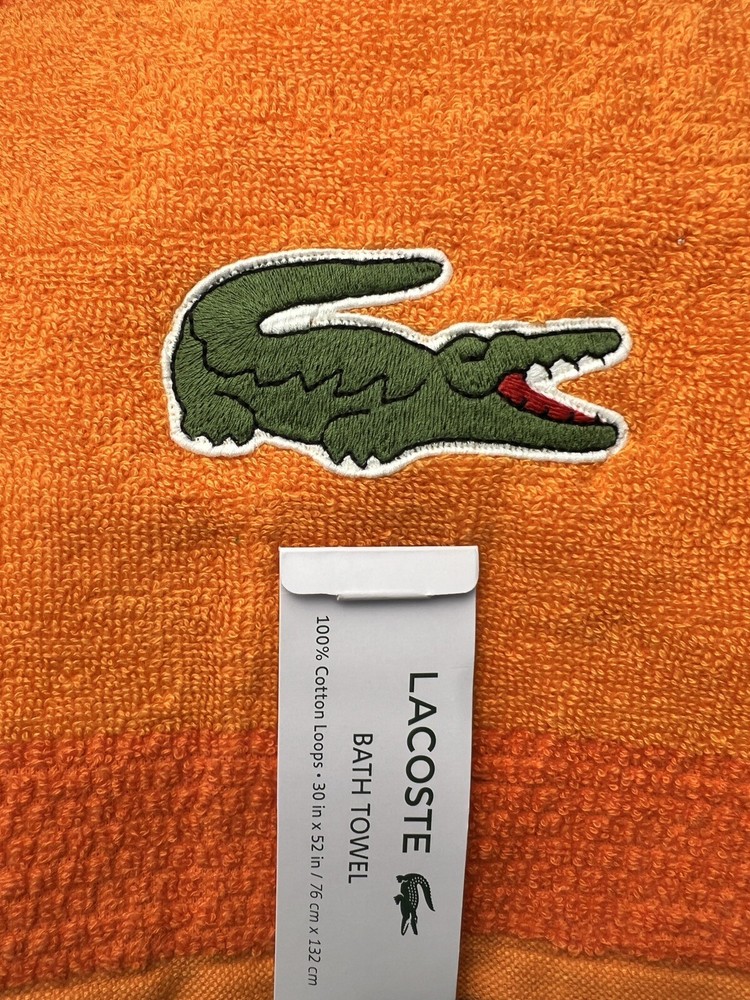 LACOSTE
BATH TOWEL
100% Cotton Loops • 30 in x 52 in / 76 cm x 132 cm